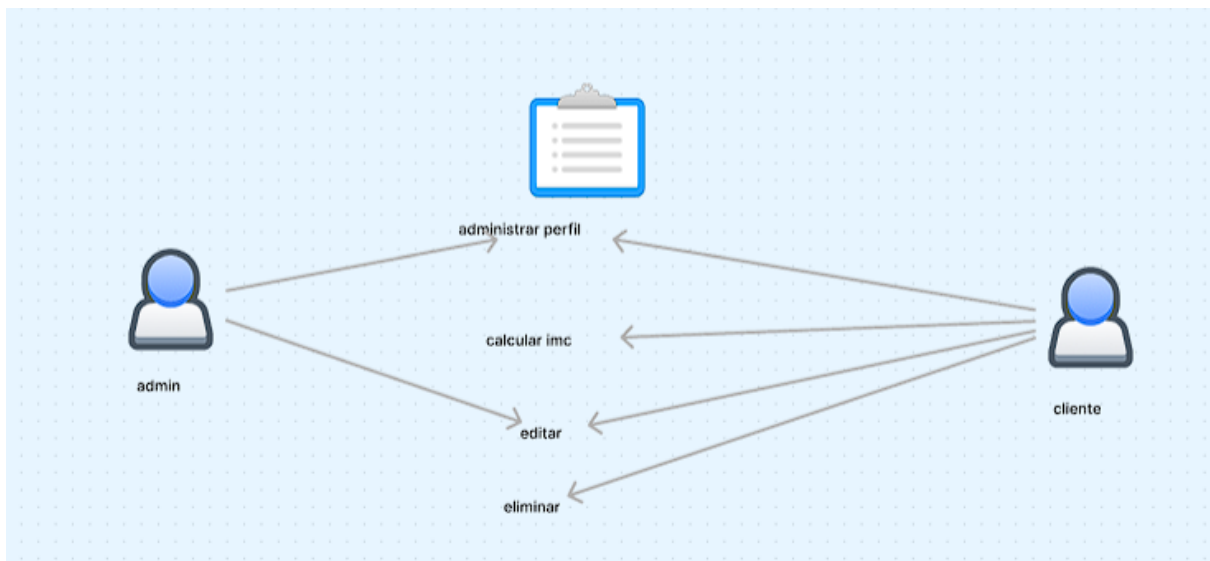 administrar perfil
calcular imc
admin
cliente
editar
eliminar